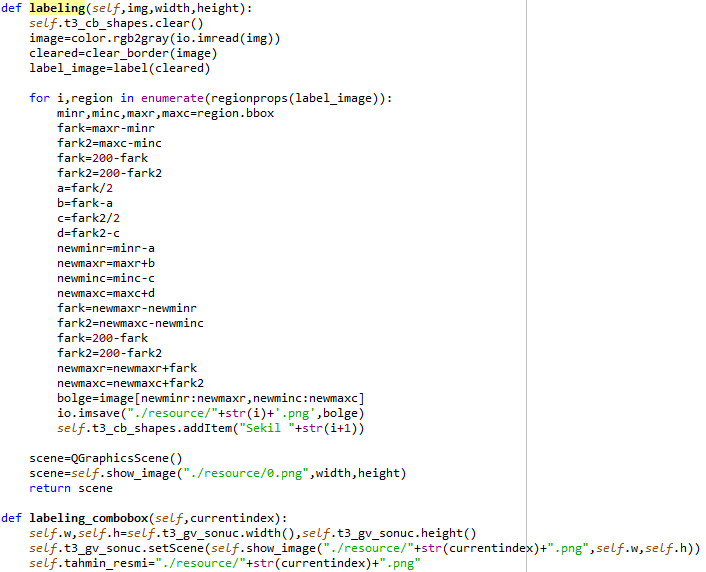 def labeling(self,img,width,height):
    self.t3_cb_shapes.clear()
    image=color.rgb2gray(io.imread(img))
    cleared=clear_border(image)
    label_image=label(cleared)

    for i,region in enumerate(regionprops(label_image)):
        minr,minc,maxr,maxc=region.bbox
        fark=maxr-minr
        fark2=maxc-minc
        fark=200-fark
        fark2=200-fark2
        a=fark/2
        b=fark-a
        c=fark2/2
        d=fark2-c
        newminr=minr-a
        newmaxr=maxr+b
        newminc=minc-c
        newmaxc=maxc+d
        fark=newmaxr-newminr
        fark2=newmaxc-newminc
        fark=200-fark
        fark2=200-fark2
        newmaxr=newmaxr+fark
        newmaxc=newmaxc+fark2
        bolge=image[newminr:newmaxr,newminc:newmaxc]
        io.imsave("./resource/"+str(i)+'.png',bolge)
        self.t3_cb_shapes.addItem("Sekil "+str(i+1))

    scene=QGraphicsScene()
    scene=self.show_image("./resource/0.png",width,height)
    return scene

def labeling_combobox(self,currentindex):
    self.w,self.h=self.t3_gv_sonuc.width(),self.t3_gv_sonuc.height()
    self.t3_gv_sonuc.setScene(self.show_image("./resource/"+str(currentindex)+".png",self.w,self.h))
    self.tahmin_resmi="./resource/"+str(currentindex)+".png"